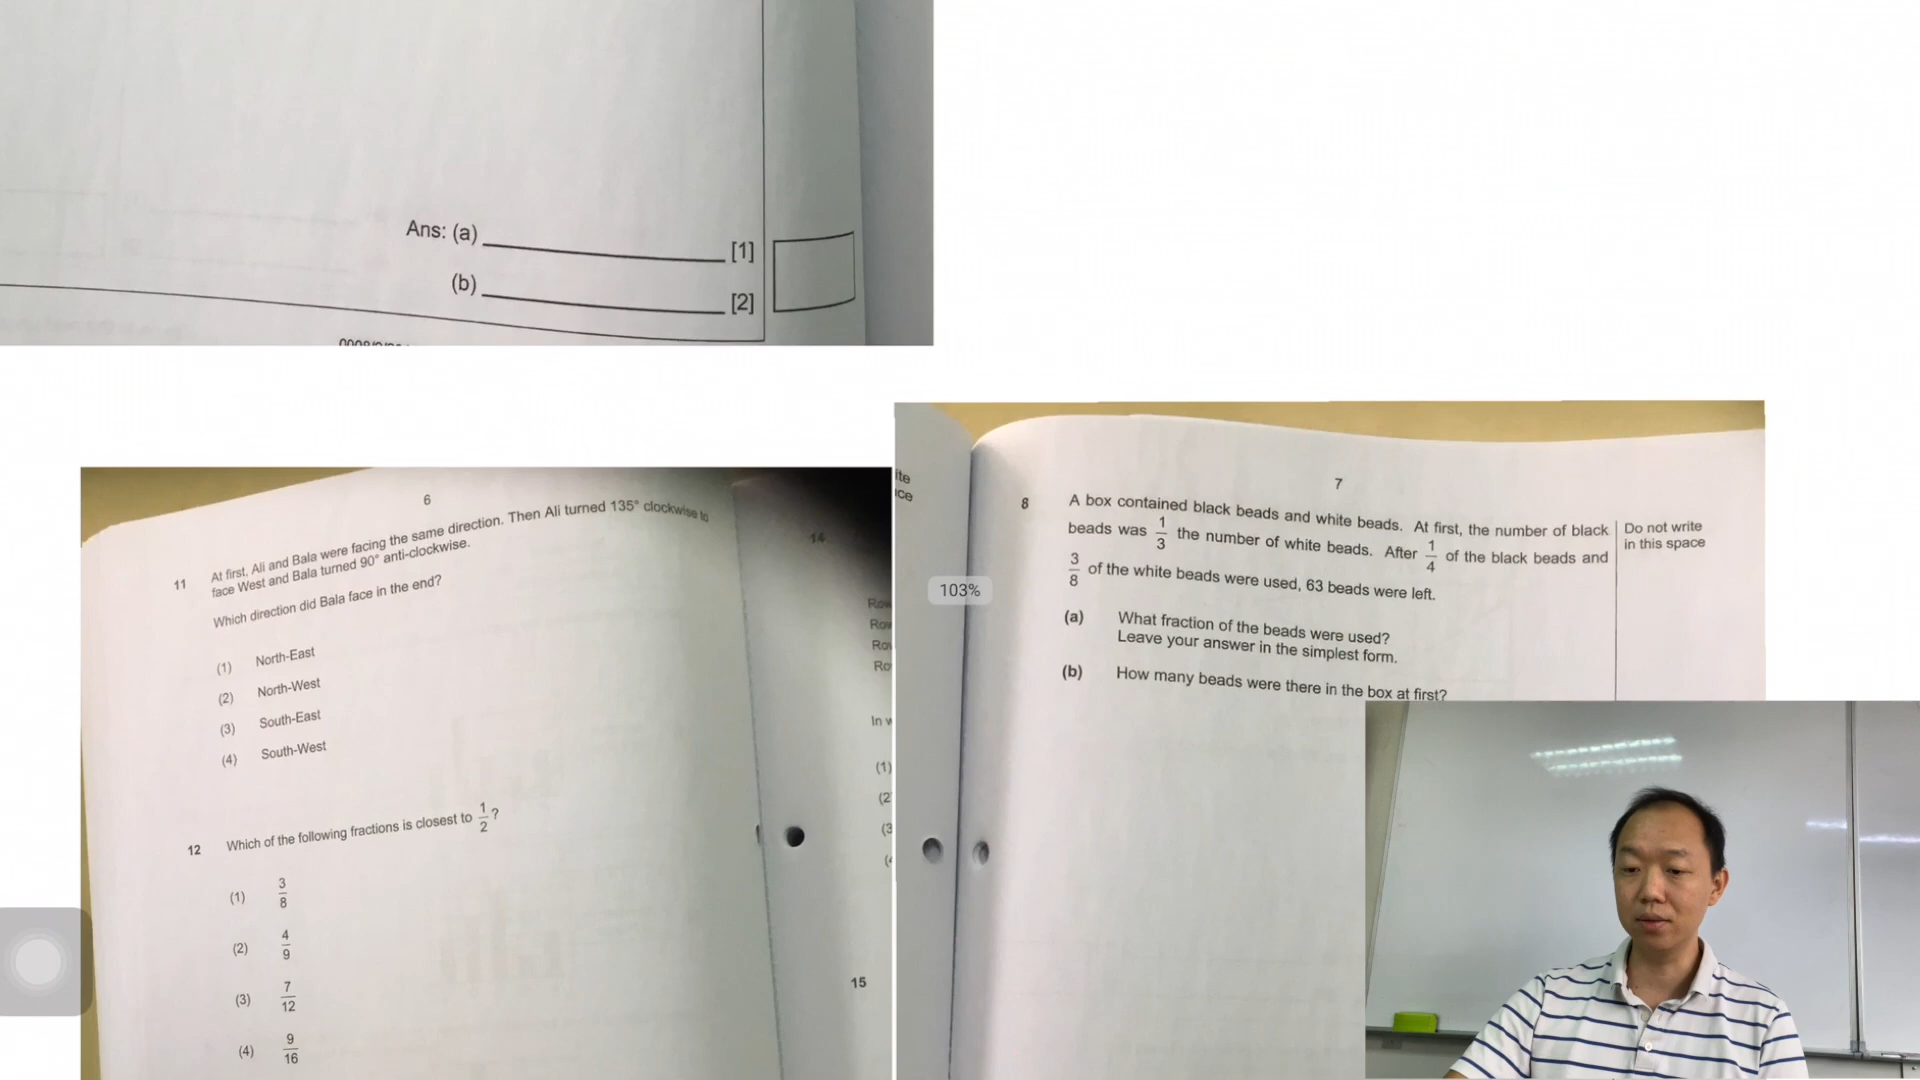 Ans: (a) [1]
(b) [2]
6
11 At first, Ali and Bala were facing the same direction. Then Ali turned 135° clockwise to
face West and Bala turned 90° anti-clockwise.
Which direction did Bala face in the end?
(1) North-East
(2) North-West
(3) South-East
(4) South-West
12 Which of the following fractions is closest to 1/2?
(1) 3/8
(2) 4/9
(3) 7/12
(4) 9/16
14
Row
Row
(1)
15
103%
7
8 A box contained black beads and white beads. At first, the number of black
beads was 1/3 the number of white beads. After 1/4 of the black beads and
3/8 of the white beads were used, 63 beads were left.
(a) What fraction of the beads were used?
Leave your answer in the simplest form.
(b) How many beads were there in the box at first?
Do not write
in this space